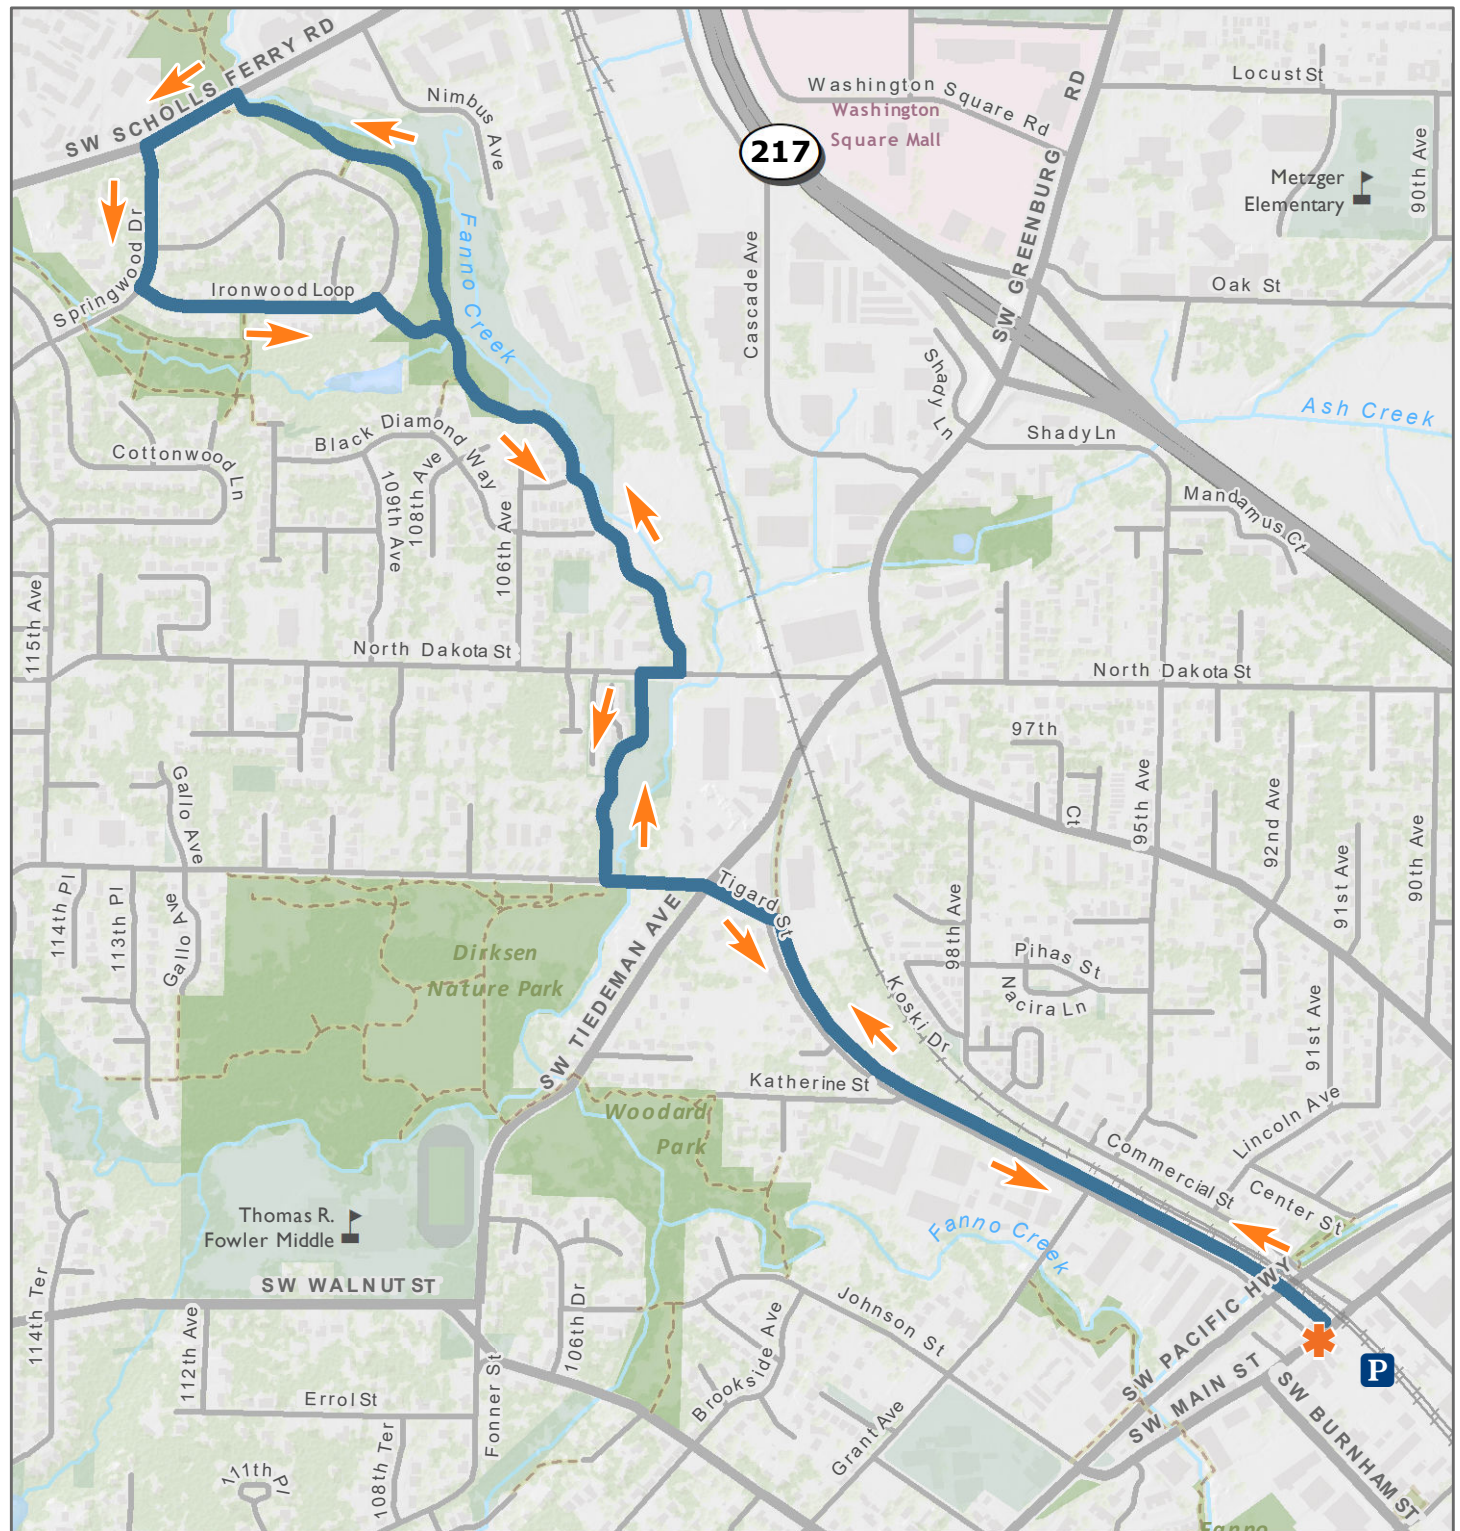 SW SCHOLLS FERRY RD
Nimbus Ave
Washington Square Rd
Washington
Square Mall
RD
Locust St
217
90th Ave
Metzger
Elementary
Springwood Dr
Fanno Creek
Cascade Ave
SW GREENBURG
Oak St
Ironwood Loop
Shady Ln
Ash Creek
Black Diamond Way
Shady Ln
Cottonwood Ln
109th Ave
108th Ave
106th Ave
Mandamus Ct
115th Ave
North Dakota St
North Dakota St
97th
Ct
Gallo Ave
95th Ave
92nd Ave
91st Ave
90th Ave
Tigard St
114th Pl
113th Pl
Gallo Ave
98th Ave
Dirksen
Nature Park
SW TIEDEMAN AVE
Pihas St
Nacira Ln
Koski Dr
91st Ave
Katherine St
Woodard
Park
Lincoln Ave
Commercial St
Center St
Thomas R.
Fowler Middle
Fanno Creek
SW WALNUT ST
114th Ter
112th Ave
106th Dr
Johnson St
SW PACIFIC HWY
Brookside Ave
Errol St
Fonner St
SW MAIN ST
P
SW BURNHAM ST
Grant Ave
111th Pl
108th Ter
Fanno